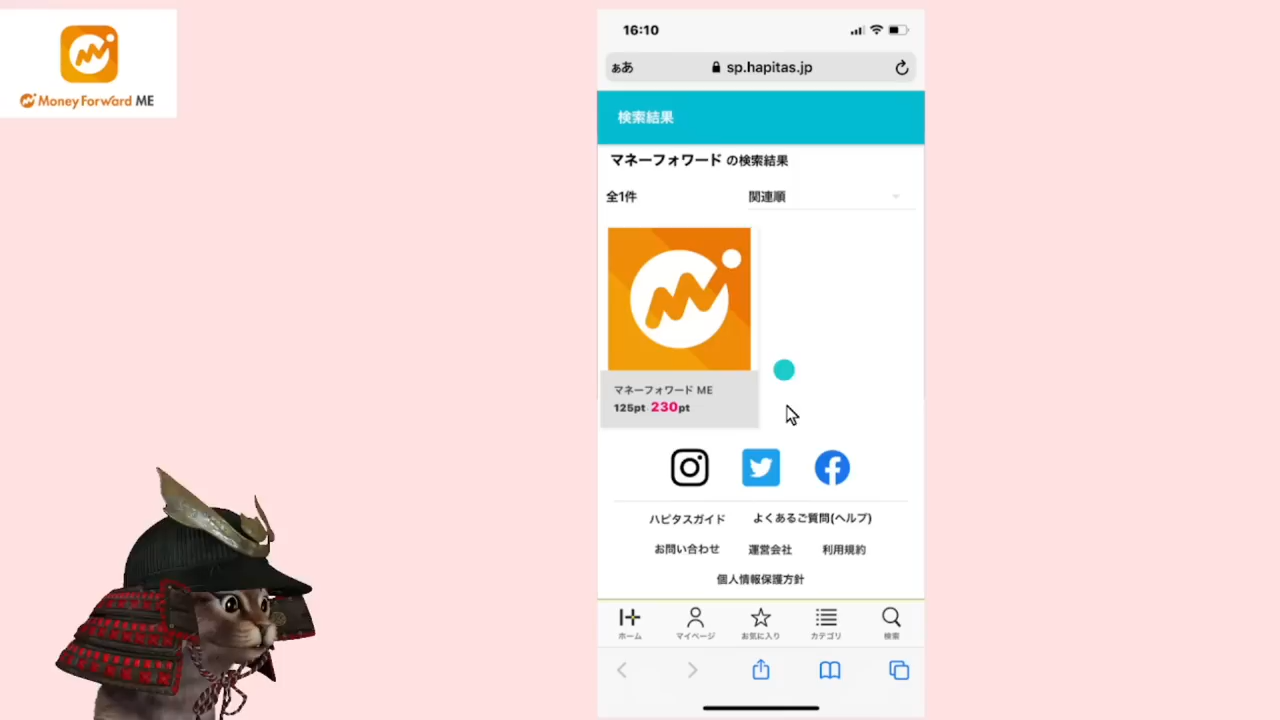 Money Forward ME
16:10
ぁあ
sp.hapitas.jp
検索結果
マネーフォワード の検索結果
全1件
関連順
マネーフォワード ME
125pt 230pt
ハピタスガイド
よくあるご質問(ヘルプ)
お問い合わせ
運営会社
利用規約
個人情報保護方針
ホーム
マイページ
お気に入り
カテゴリ
検索